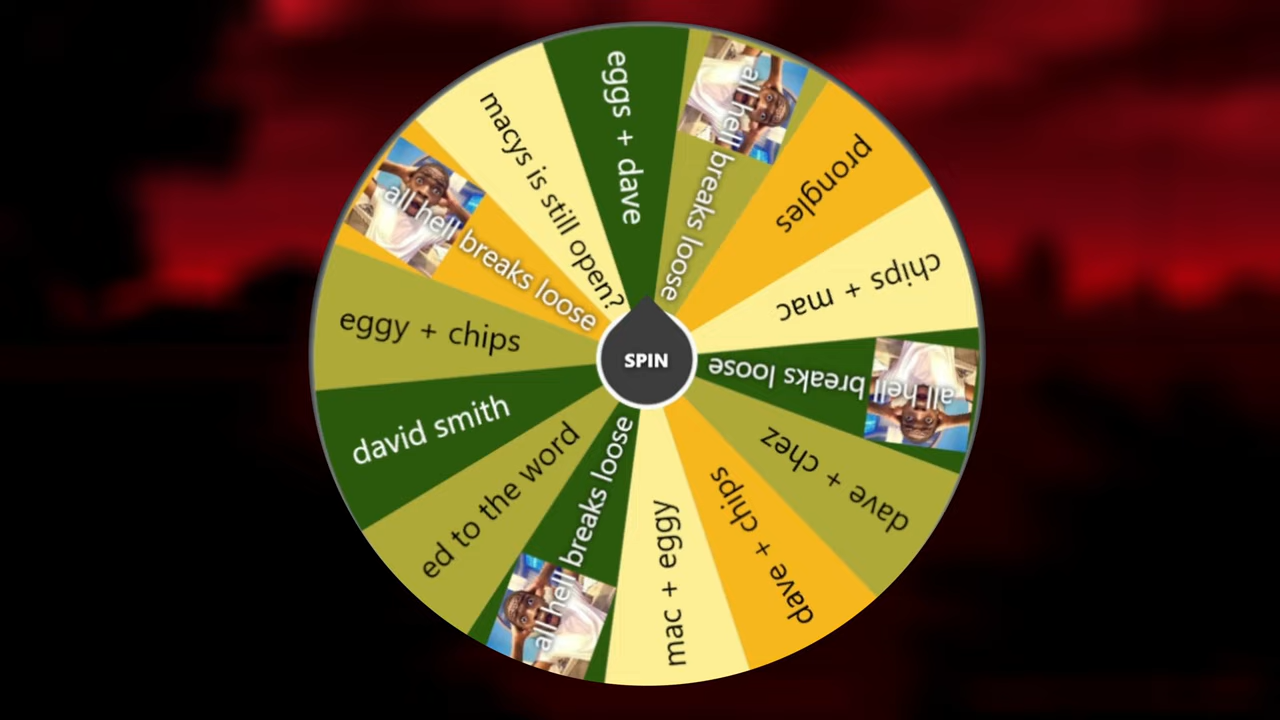 eggs + dave
all hell breaks loose
prongles
chips + mac
all hell breaks loose
dave + chez
dave + chips
mac + eggy
all hell breaks loose
ed to the word
david smith
eggy + chips
all hell breaks loose
macys is still open?
SPIN